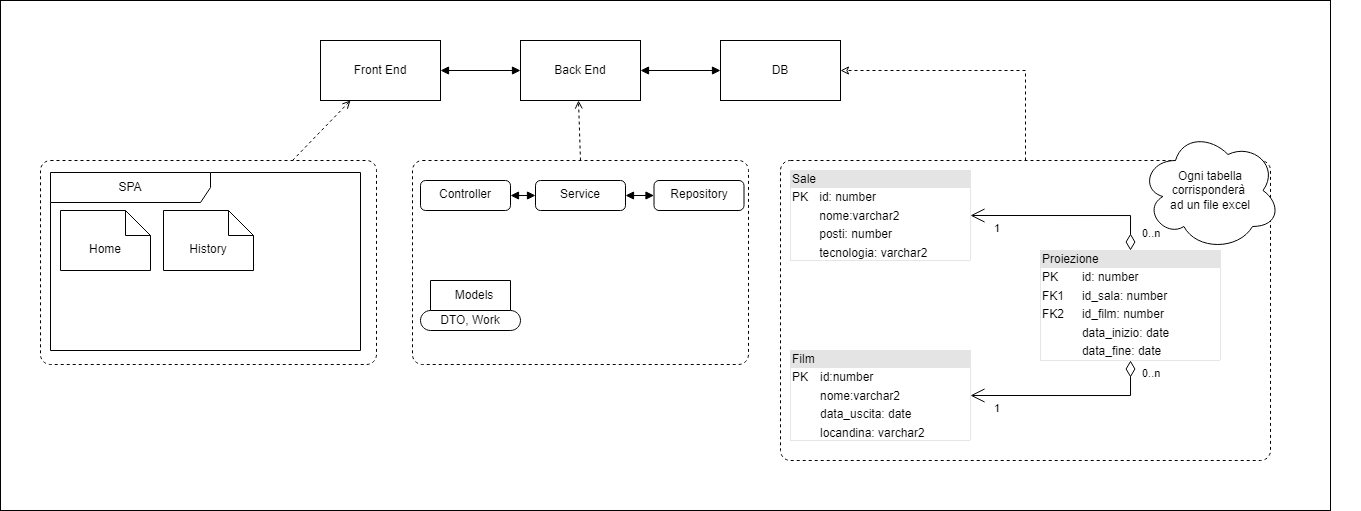 Front End
Back End
DB
SPA
Home
History
Controller
Service
Repository
Models
DTO, Work
Sale
PK id: number
nome:varchar2
posti: number
tecnologia: varchar2
1
0..n
Ogni tabella
corrisponderà
ad un file excel
Proiezione
PK id: number
FK1 id_sala: number
FK2 id_film: number
data_inizio: date
data_fine: date
Film
PK id:number
nome:varchar2
data_uscita: date
locandina: varchar2
1
0..n